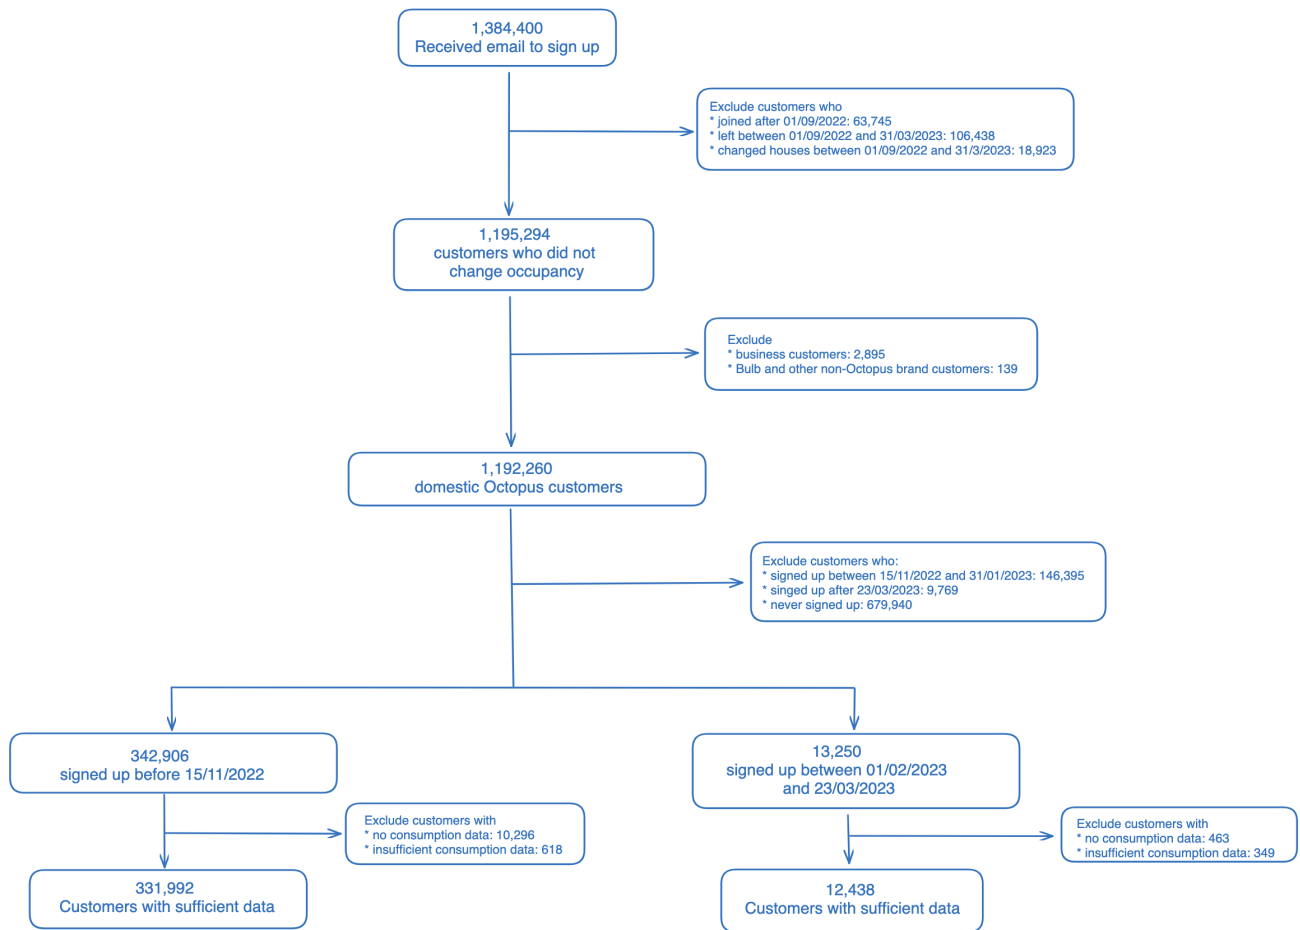 1,384,400
Received email to sign up
Exclude customers who
* joined after 01/09/2022: 63,745
* left between 01/09/2022 and 31/03/2023: 106,438
* changed houses between 01/09/2022 and 31/3/2023: 18,923
1,195,294
customers who did not
change occupancy
Exclude
* business customers: 2,895
* Bulb and other non-Octopus brand customers: 139
1,192,260
domestic Octopus customers
Exclude customers who:
* signed up between 15/11/2022 and 31/01/2023: 146,395
* singed up after 23/03/2023: 9,769
* never signed up: 679,940
342,906
signed up before 15/11/2022
13,250
signed up between 01/02/2023
and 23/03/2023
Exclude customers with
* no consumption data: 10,296
* insufficient consumption data: 618
Exclude customers with
* no consumption data: 463
* insufficient consumption data: 349
331,992
Customers with sufficient data
12,438
Customers with sufficient data